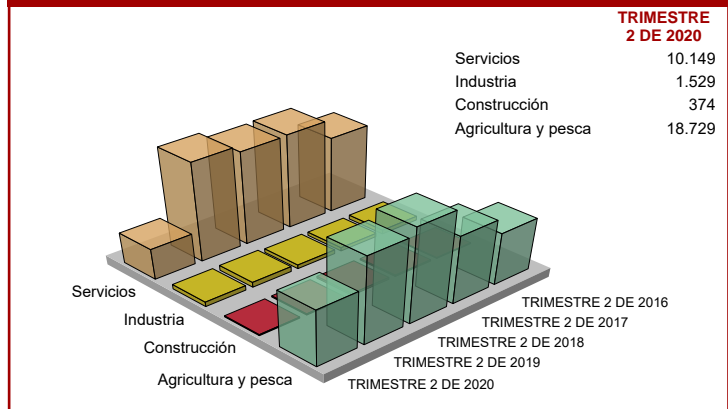 TRIMESTRE
2 DE 2020
Servicios 10.149
Industria 1.529
Construcción 374
Agricultura y pesca 18.729
Servicios
Industria
Construcción
Agricultura y pesca
TRIMESTRE 2 DE 2016
TRIMESTRE 2 DE 2017
TRIMESTRE 2 DE 2018
TRIMESTRE 2 DE 2019
TRIMESTRE 2 DE 2020